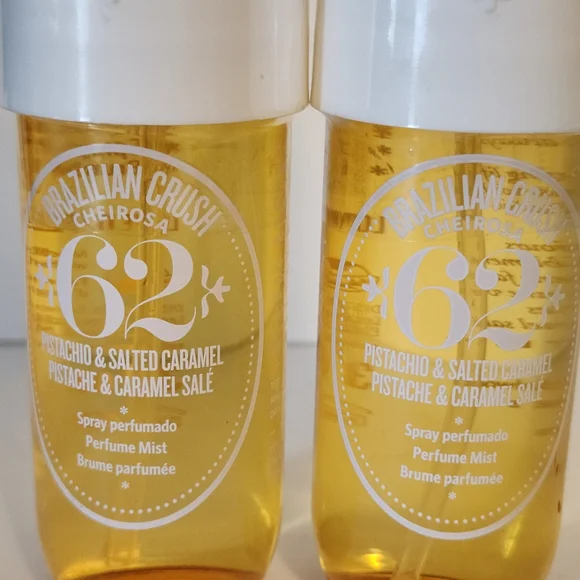 BRAZILIAN CRUSH
CHEIROSA
62
PISTACHIO & SALTED CARAMEL
PISTACHE & CARAMEL SALÉ
*
Spray perfumado
Perfume Mist
Brume parfumée
*
BRAZILIAN CRUSH
CHEIROSA
62
PISTACHIO & SALTED CARAMEL
PISTACHE & CARAMEL SALÉ
*
Spray perfumado
Perfume Mist
Brume parfumée
*